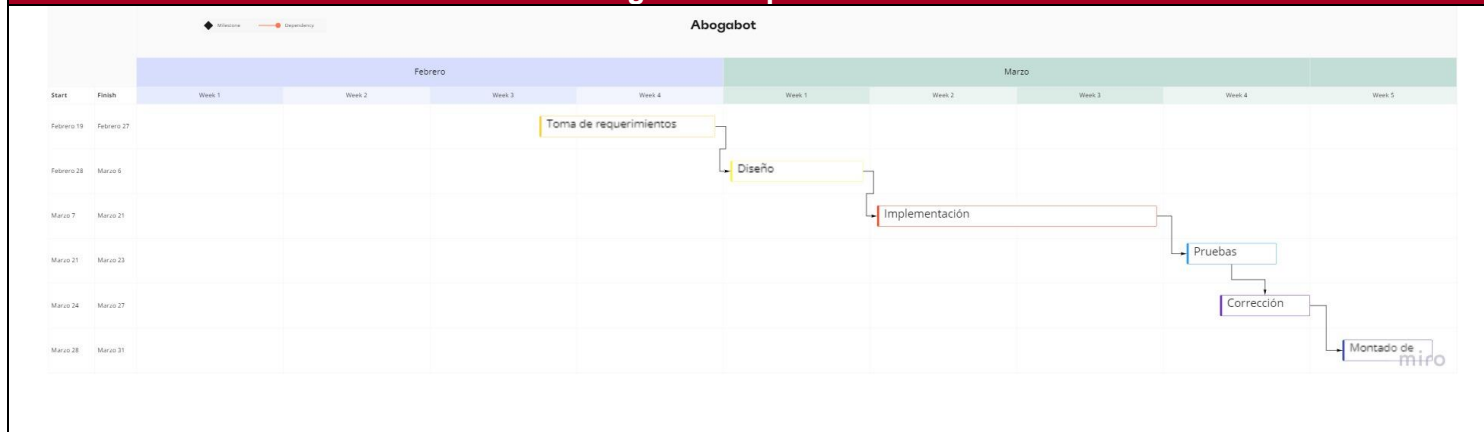 Milestone Dependency
Abogabot
Febrero Marzo
Start Finish Week 1 Week 2 Week 3 Week 4 Week 1 Week 2 Week 3 Week 4 Week 5
Febrero 19 Febrero 27 Toma de requerimientos
Febrero 28 Marzo 6 Diseño
Marzo 7 Marzo 21 Implementación
Marzo 21 Marzo 23 Pruebas
Marzo 24 Marzo 27 Corrección
Marzo 28 Marzo 31 Montado de
miro